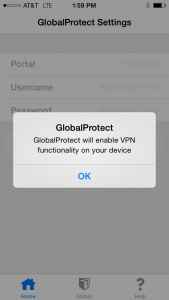 AT&T LTE 1:59 PM
GlobalProtect Settings
Portal Required
Username
Password
GlobalProtect
GlobalProtect will enable VPN
functionality on your device
OK
Home Status Help